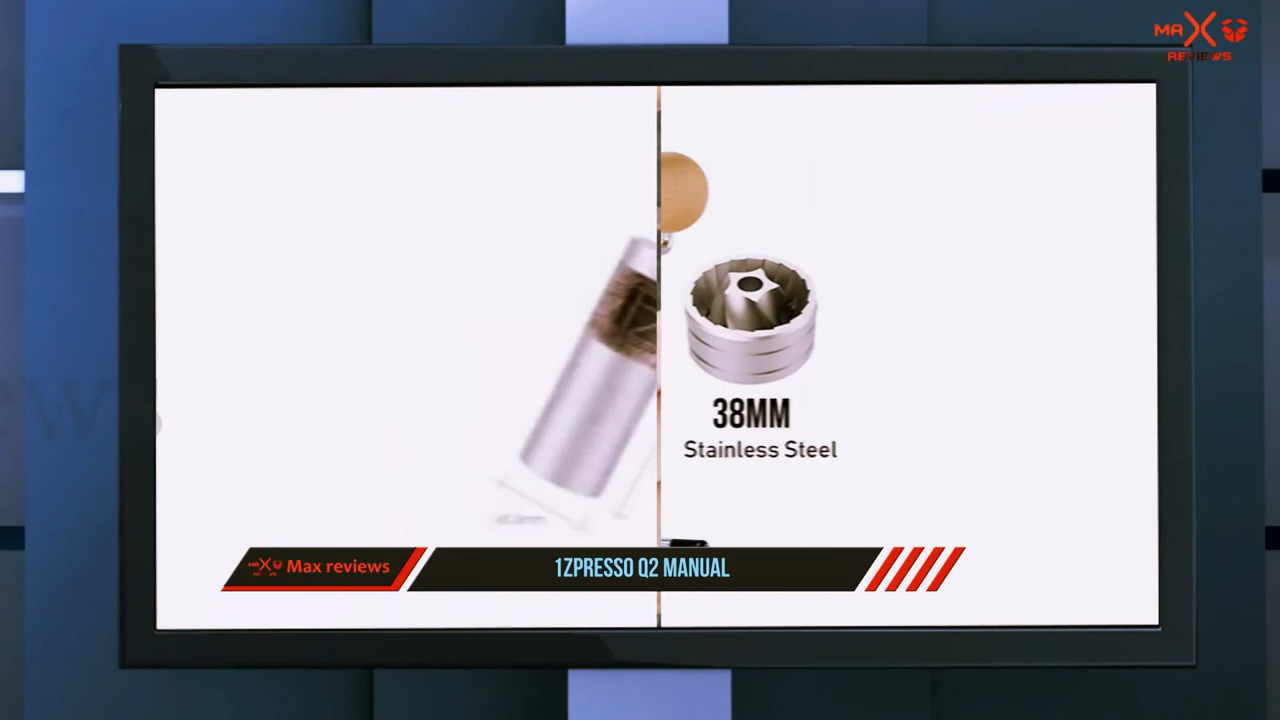 MAX
REVIEWS
38MM
Stainless Steel
Max reviews
1ZPRESSO Q2 MANUAL